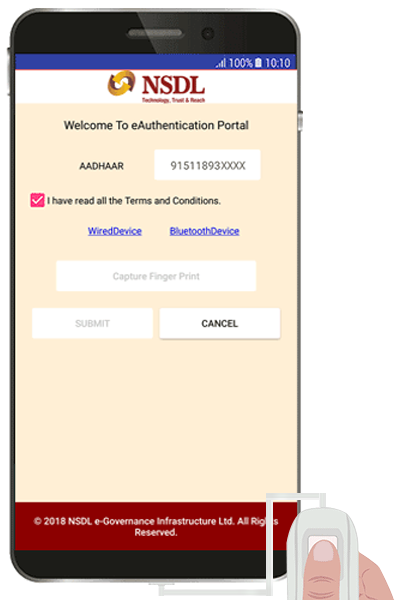 100% 10:10
NSDL
Technology, Trust & Reach
Welcome To eAuthentication Portal
AADHAAR 91511893XXXX
I have read all the Terms and Conditions.
WiredDevice BluetoothDevice
Capture Finger Print
SUBMIT CANCEL
© 2018 NSDL e-Governance Infrastructure Ltd. All Rights
Reserved.